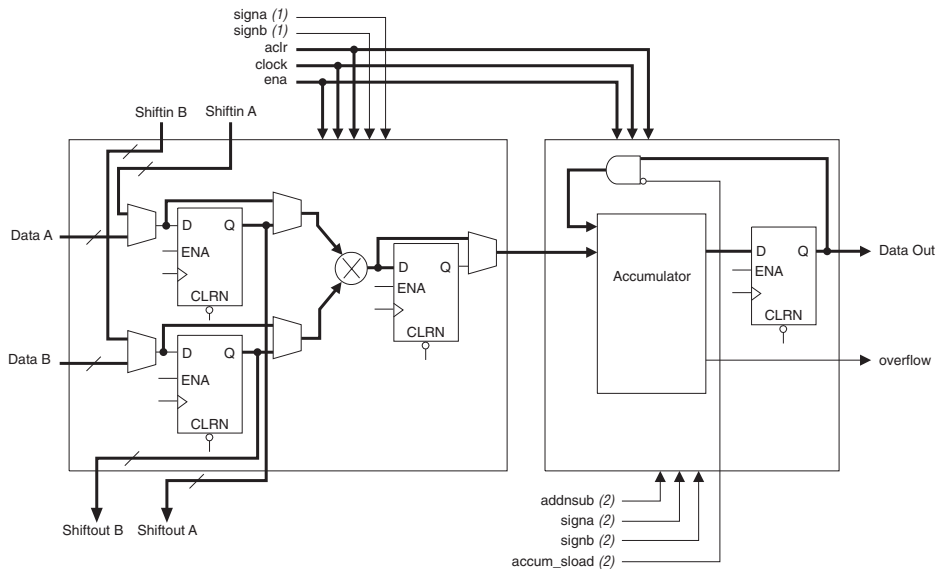 signa (1)
signb (1)
aclr
clock
ena
Shiftin B
Shiftin A
Data A
D Q
ENA
CLRN
Data B
D Q
ENA
CLRN
D Q
ENA
CLRN
Accumulator
D Q
ENA
CLRN
Data Out
overflow
Shiftout B
Shiftout A
addnsub (2)
signa (2)
signb (2)
accum_sload (2)